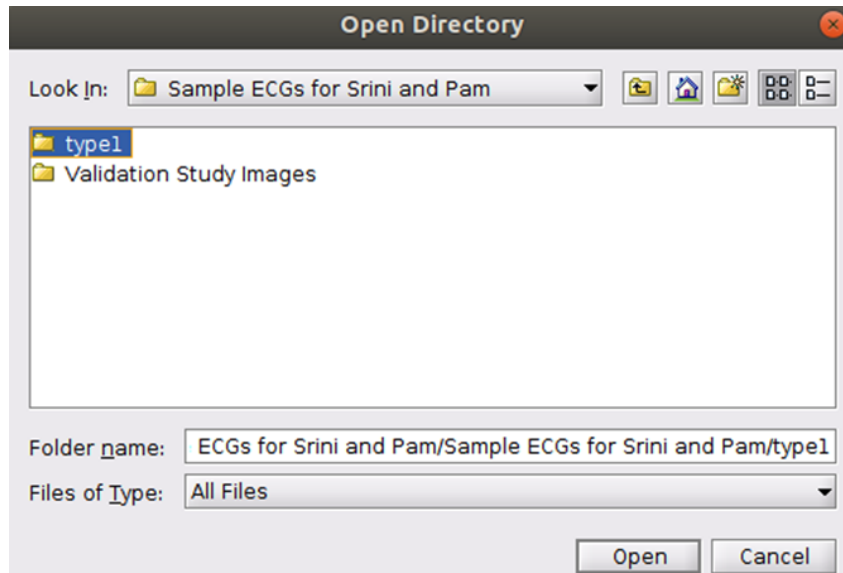 Open Directory
Look In: Sample ECGs for Srini and Pam
type1
Validation Study Images
Folder name: ECGs for Srini and Pam/Sample ECGs for Srini and Pam/type1
Files of Type: All Files
Open Cancel